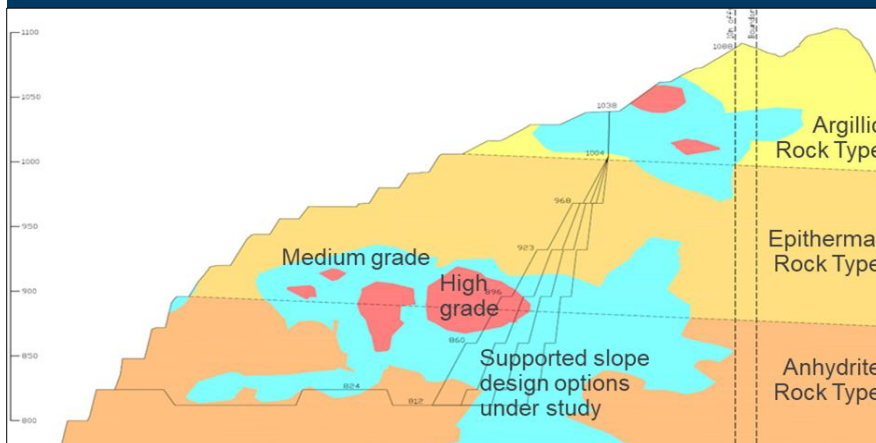 1100
1050
1000
950
900
850
800
1088
1038
1004
968
923
896
860
824
812
Argillic
Rock Type
Epitherma
Rock Type
Anhydrite
Rock Type
Medium grade
High
grade
Supported slope
design options
under study